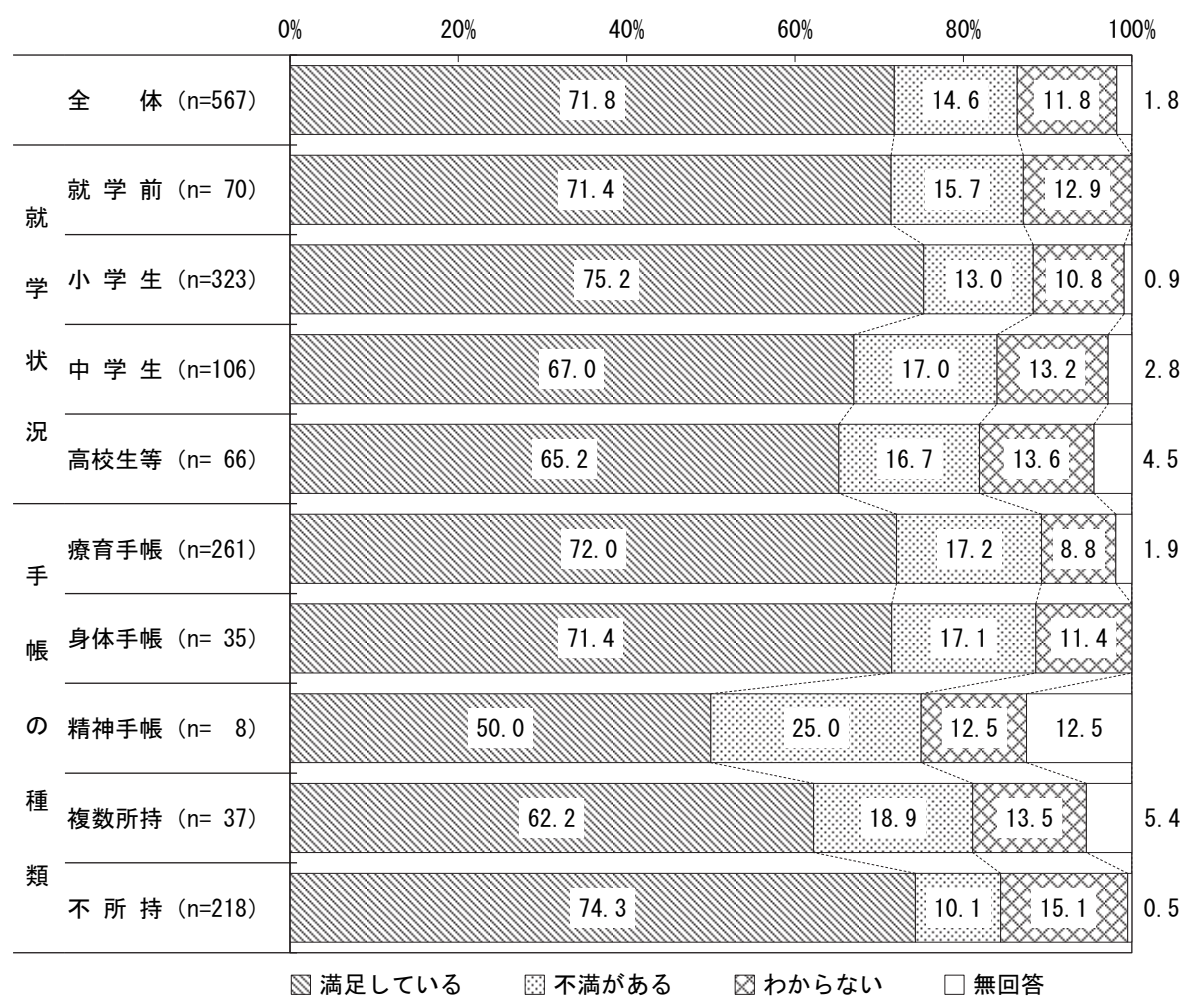 0% 20% 40% 60% 80% 100%
全体 (n=567) 71.8 14.6 11.8 1.8
就学状況
就学前 (n= 70) 71.4 15.7 12.9
小学生 (n=323) 75.2 13.0 10.8 0.9
中学生 (n=106) 67.0 17.0 13.2 2.8
高校生等 (n= 66) 65.2 16.7 13.6 4.5
手帳の種類
療育手帳 (n=261) 72.0 17.2 8.8 1.9
身体手帳 (n= 35) 71.4 17.1 11.4
精神手帳 (n= 8) 50.0 25.0 12.5 12.5
複数所持 (n= 37) 62.2 18.9 13.5 5.4
不所持 (n=218) 74.3 10.1 15.1 0.5
満足している 不満がある わからない 無回答